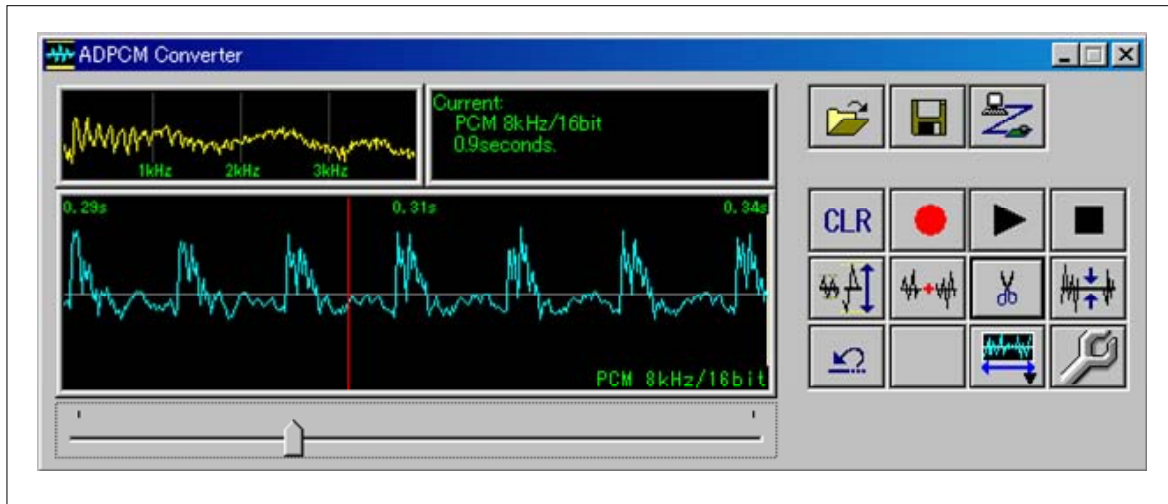 ADPCM Converter
Current:
PCM 8kHz/16bit
0.9seconds.
1kHz 2kHz 3kHz
0.29s 0.31s 0.34s
PCM 8kHz/16bit
CLR